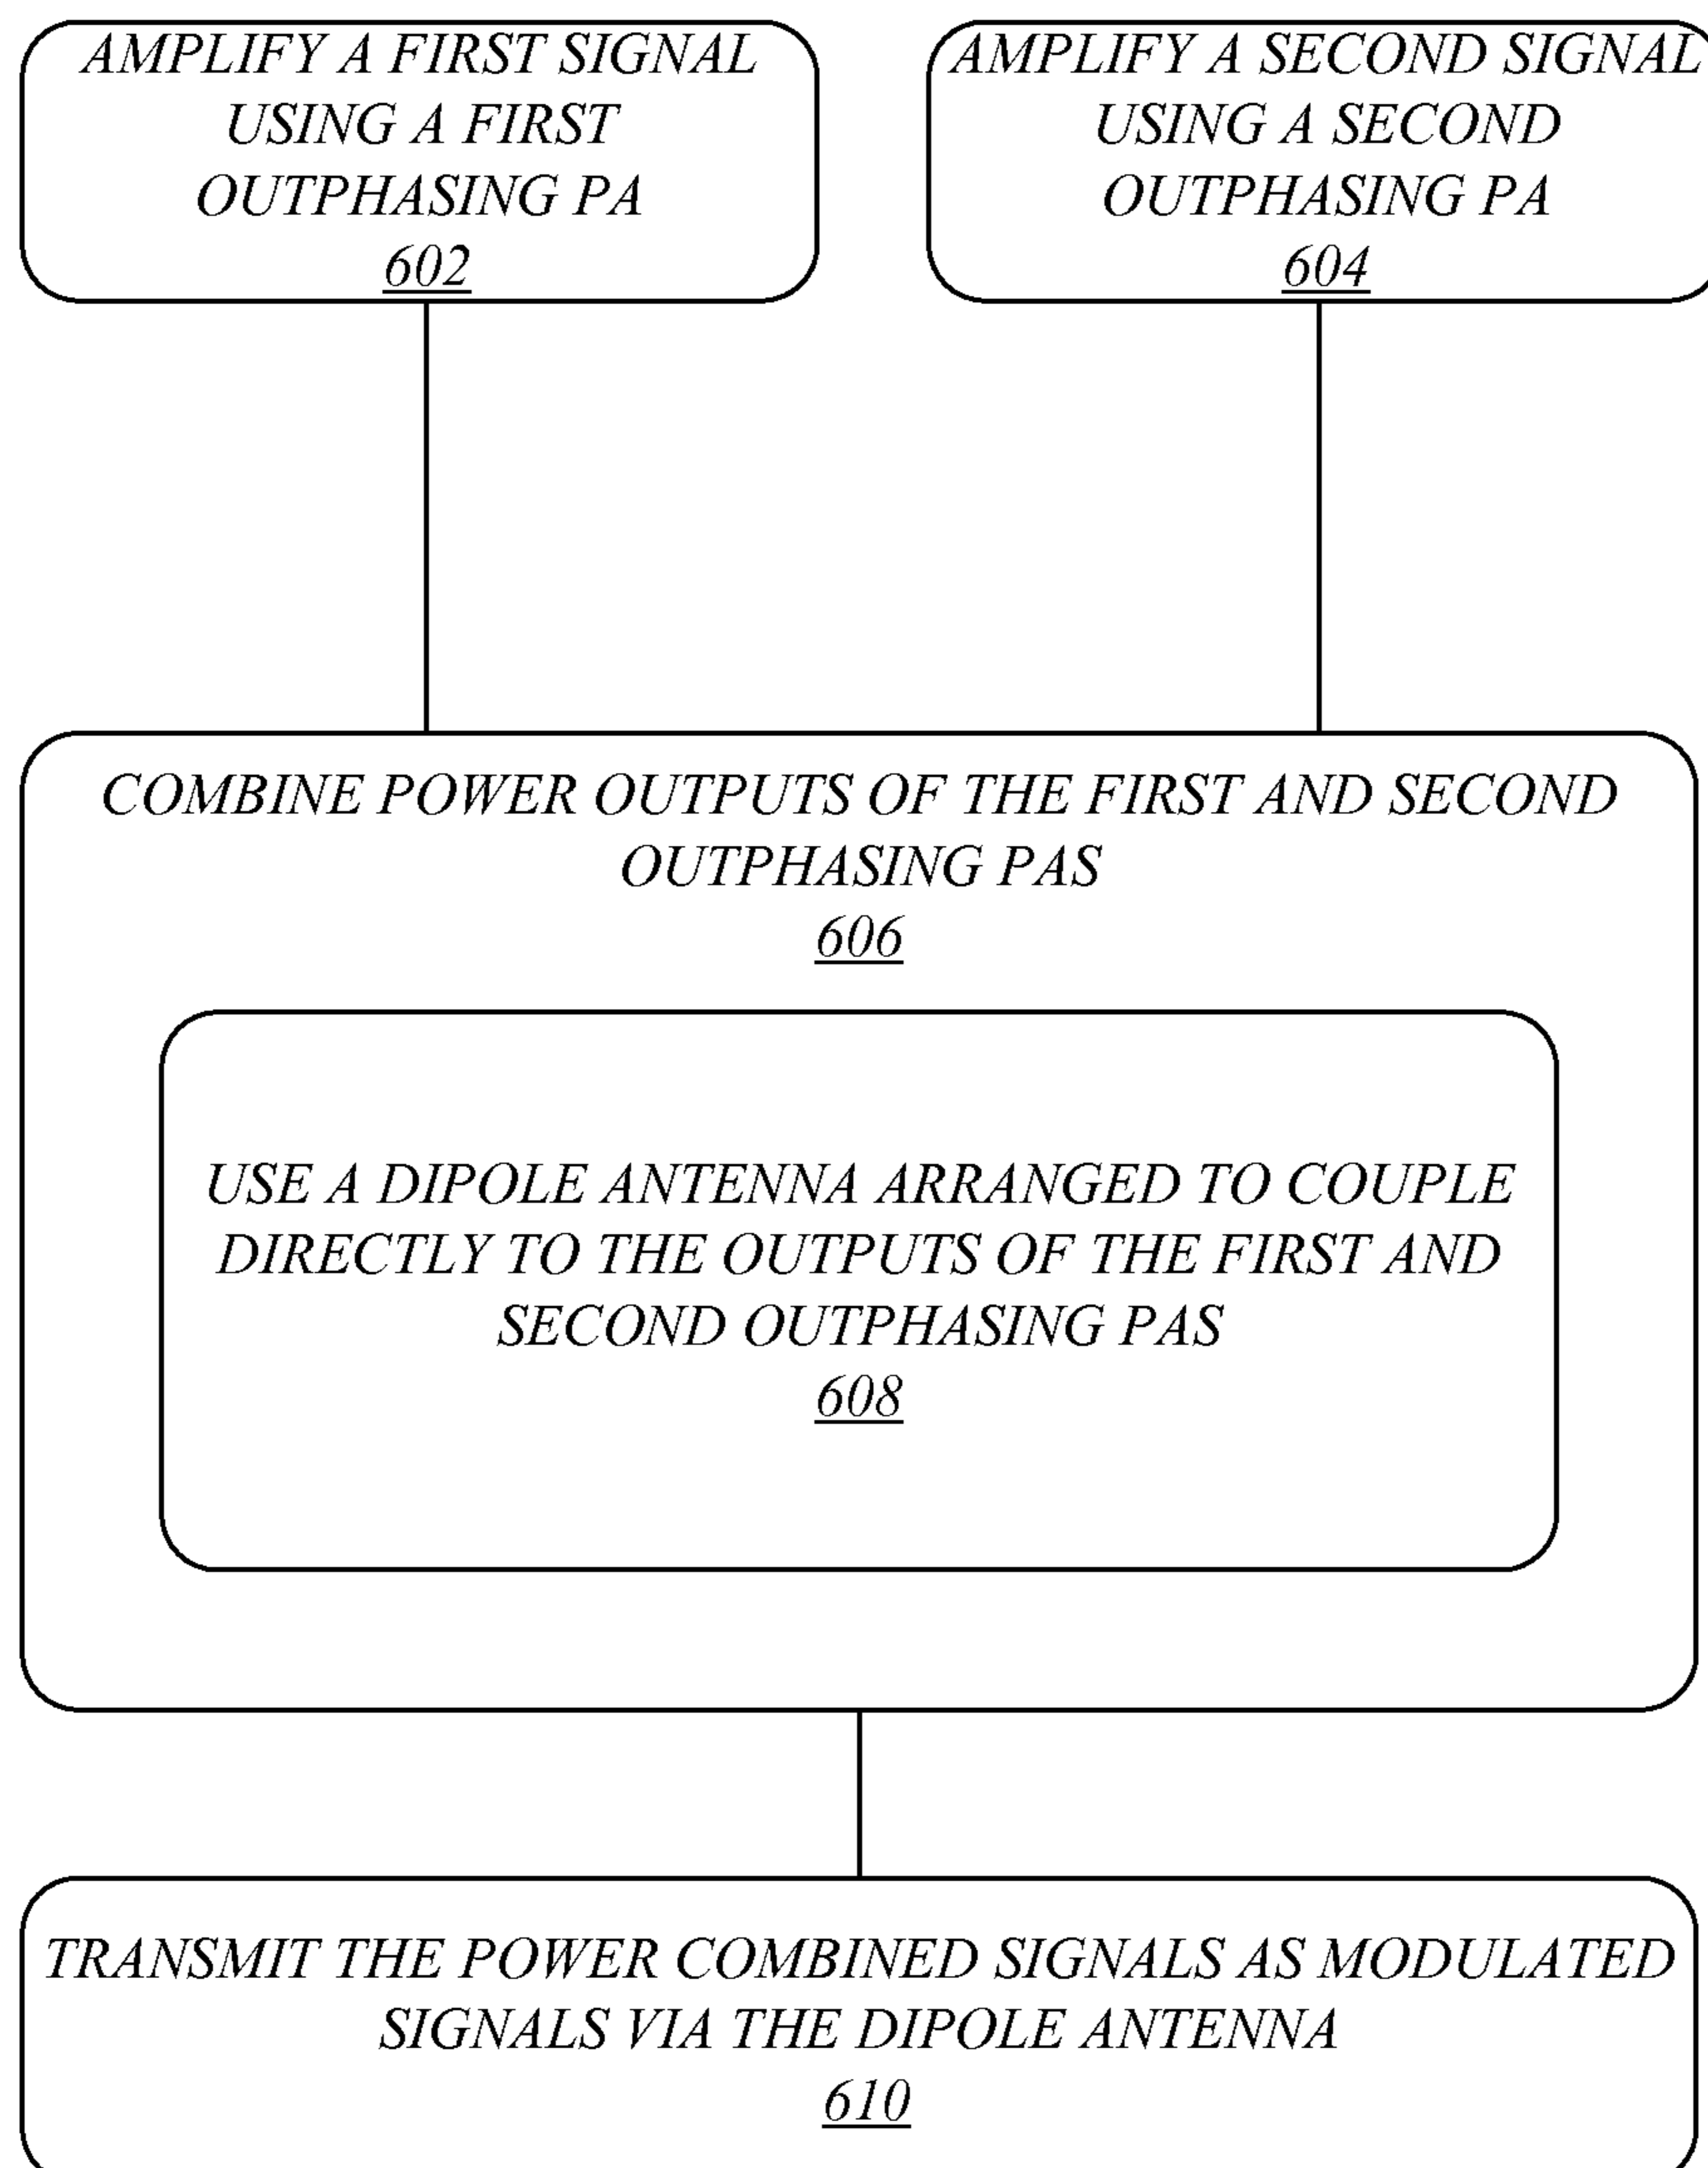 AMPLIFY A FIRST SIGNAL
USING A FIRST
OUTPHASING PA
602
AMPLIFY A SECOND SIGNAL
USING A SECOND
OUTPHASING PA
604
COMBINE POWER OUTPUTS OF THE FIRST AND SECOND
OUTPHASING PAS
606
USE A DIPOLE ANTENNA ARRANGED TO COUPLE
DIRECTLY TO THE OUTPUTS OF THE FIRST AND
SECOND OUTPHASING PAS
608
TRANSMIT THE POWER COMBINED SIGNALS AS MODULATED
SIGNALS VIA THE DIPOLE ANTENNA
610